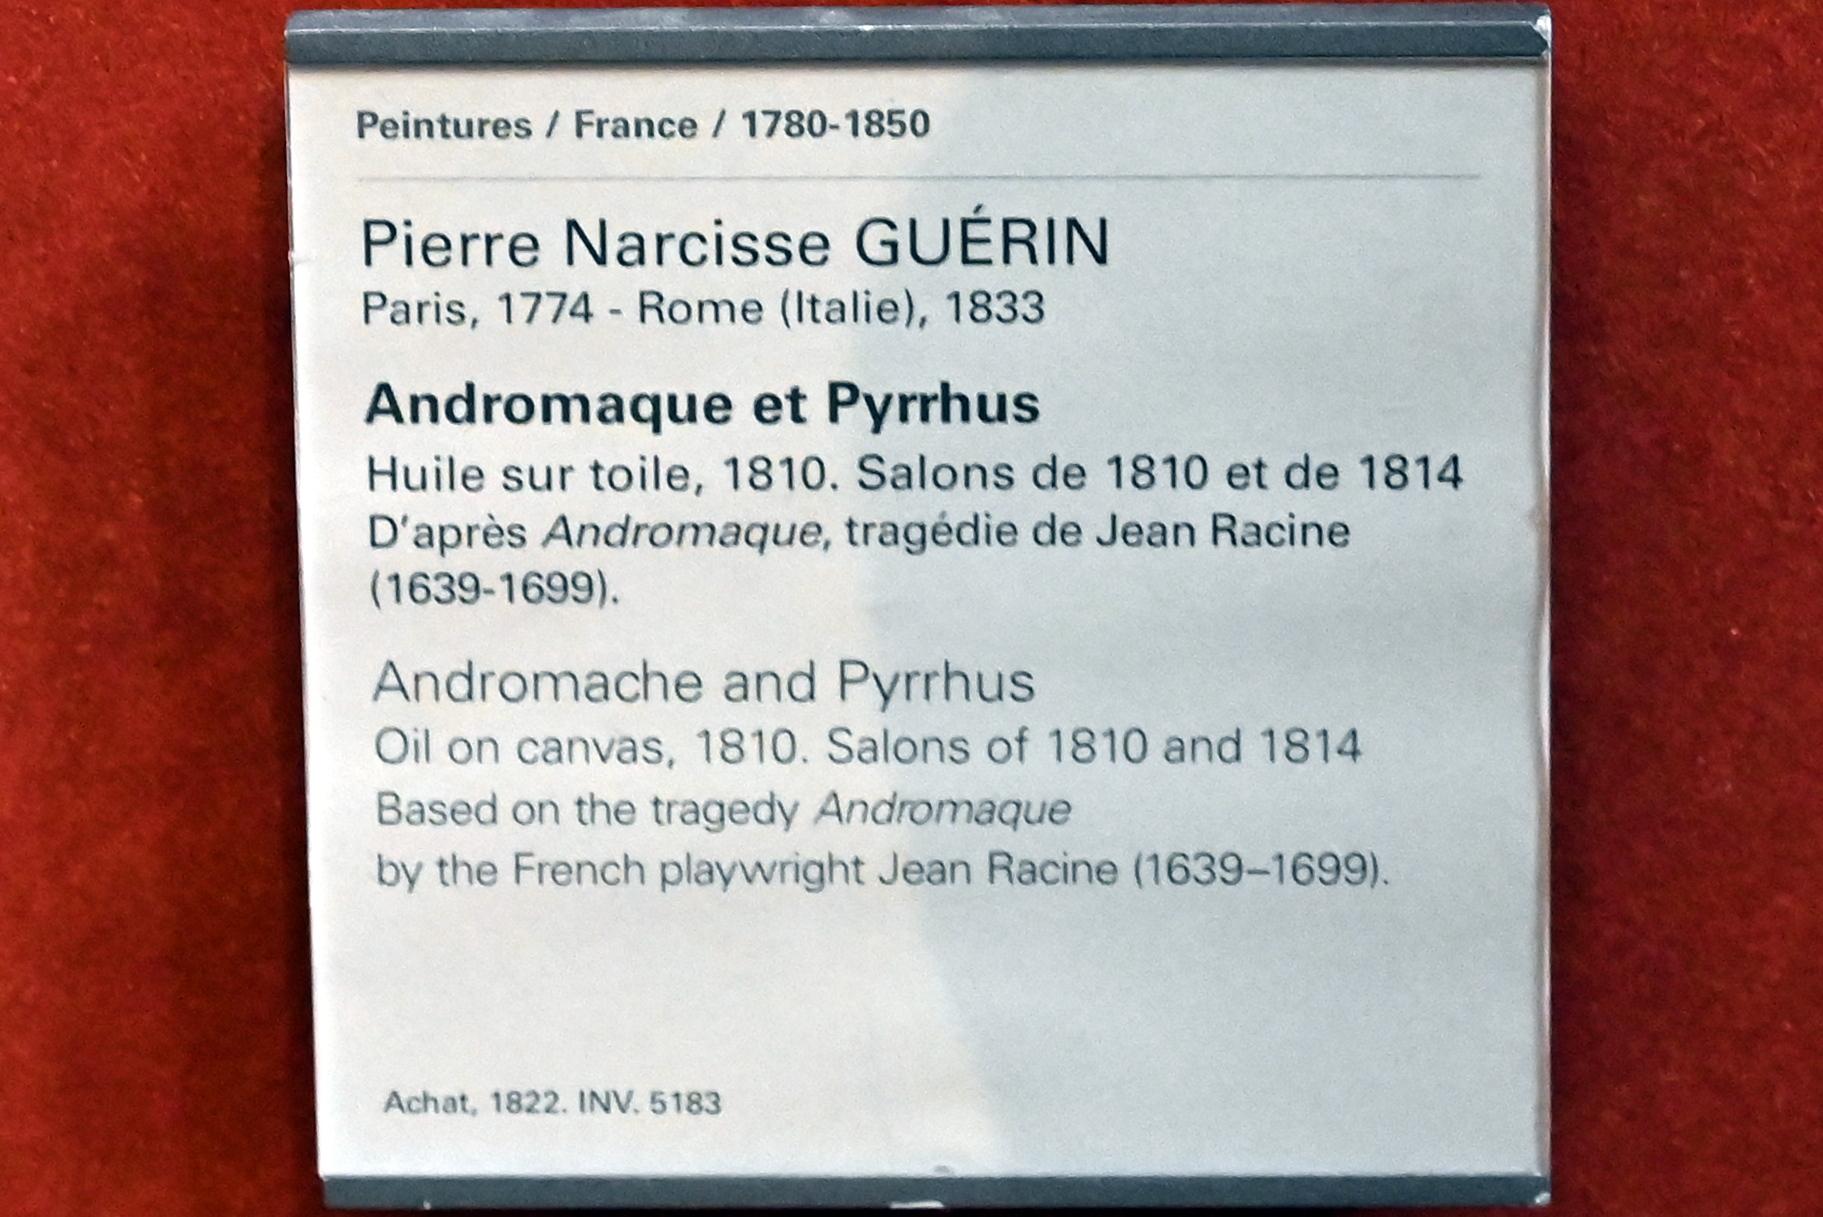 Peintures / France / 1780-1850
Pierre Narcisse GUÉRIN
Paris, 1774 - Rome (Italie), 1833
Andromaque et Pyrrhus
Huile sur toile, 1810. Salons de 1810 et de 1814
D'après Andromaque, tragédie de Jean Racine
(1639-1699).
Andromache and Pyrrhus
Oil on canvas, 1810. Salons of 1810 and 1814
Based on the tragedy Andromaque
by the French playwright Jean Racine (1639–1699).
Achat, 1822. INV. 5183